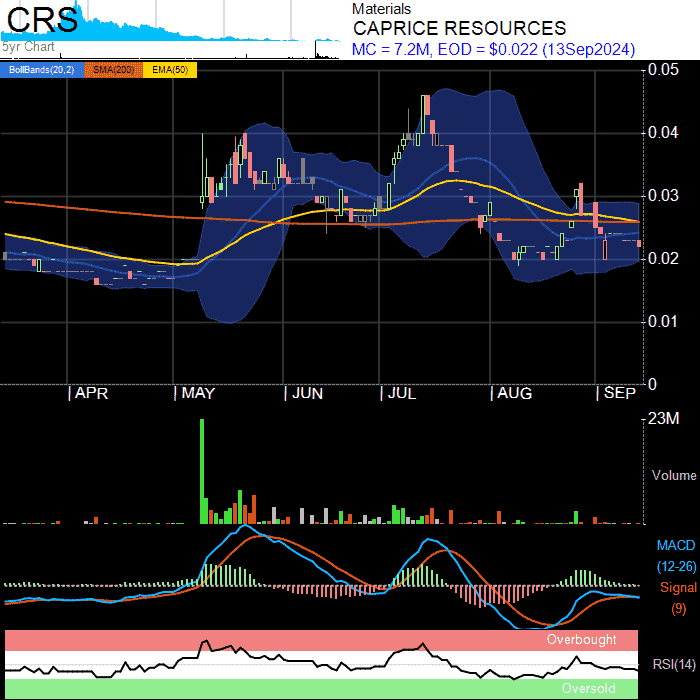 CRS
5yr Chart
Materials
CAPRICE RESOURCES
MC = 7.2M, EOD = $0.022 (13Sep2024)
BollBands(20,2) SMA(200) EMA(50)
0.05
0.04
0.03
0.02
0.01
0
APR MAY JUN JUL AUG SEP
23M
Volume
MACD
(12-26)
Signal
(9)
Overbought
RSI(14)
Oversold